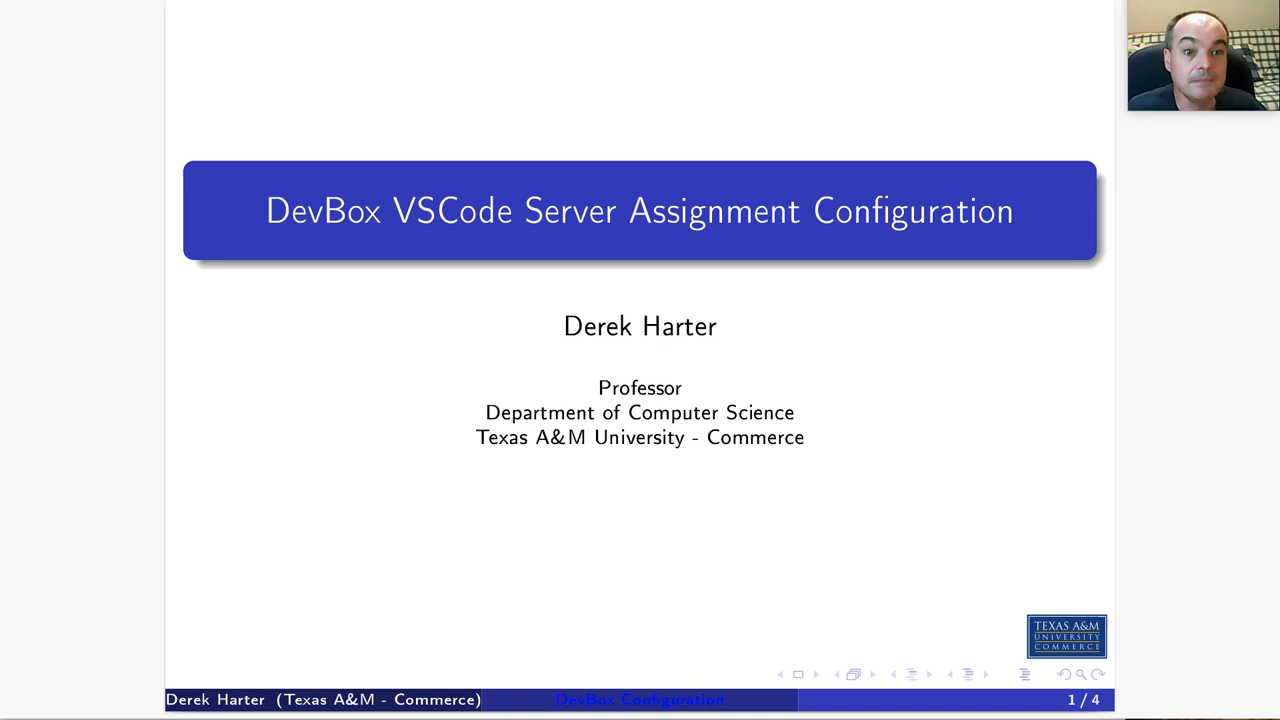 DevBox VSCode Server Assignment Configuration
Derek Harter
Professor
Department of Computer Science
Texas A&M University - Commerce
TEXAS A&M
UNIVERSITY
COMMERCE
Derek Harter (Texas A&M - Commerce)
DevBox Configuration
1 / 4